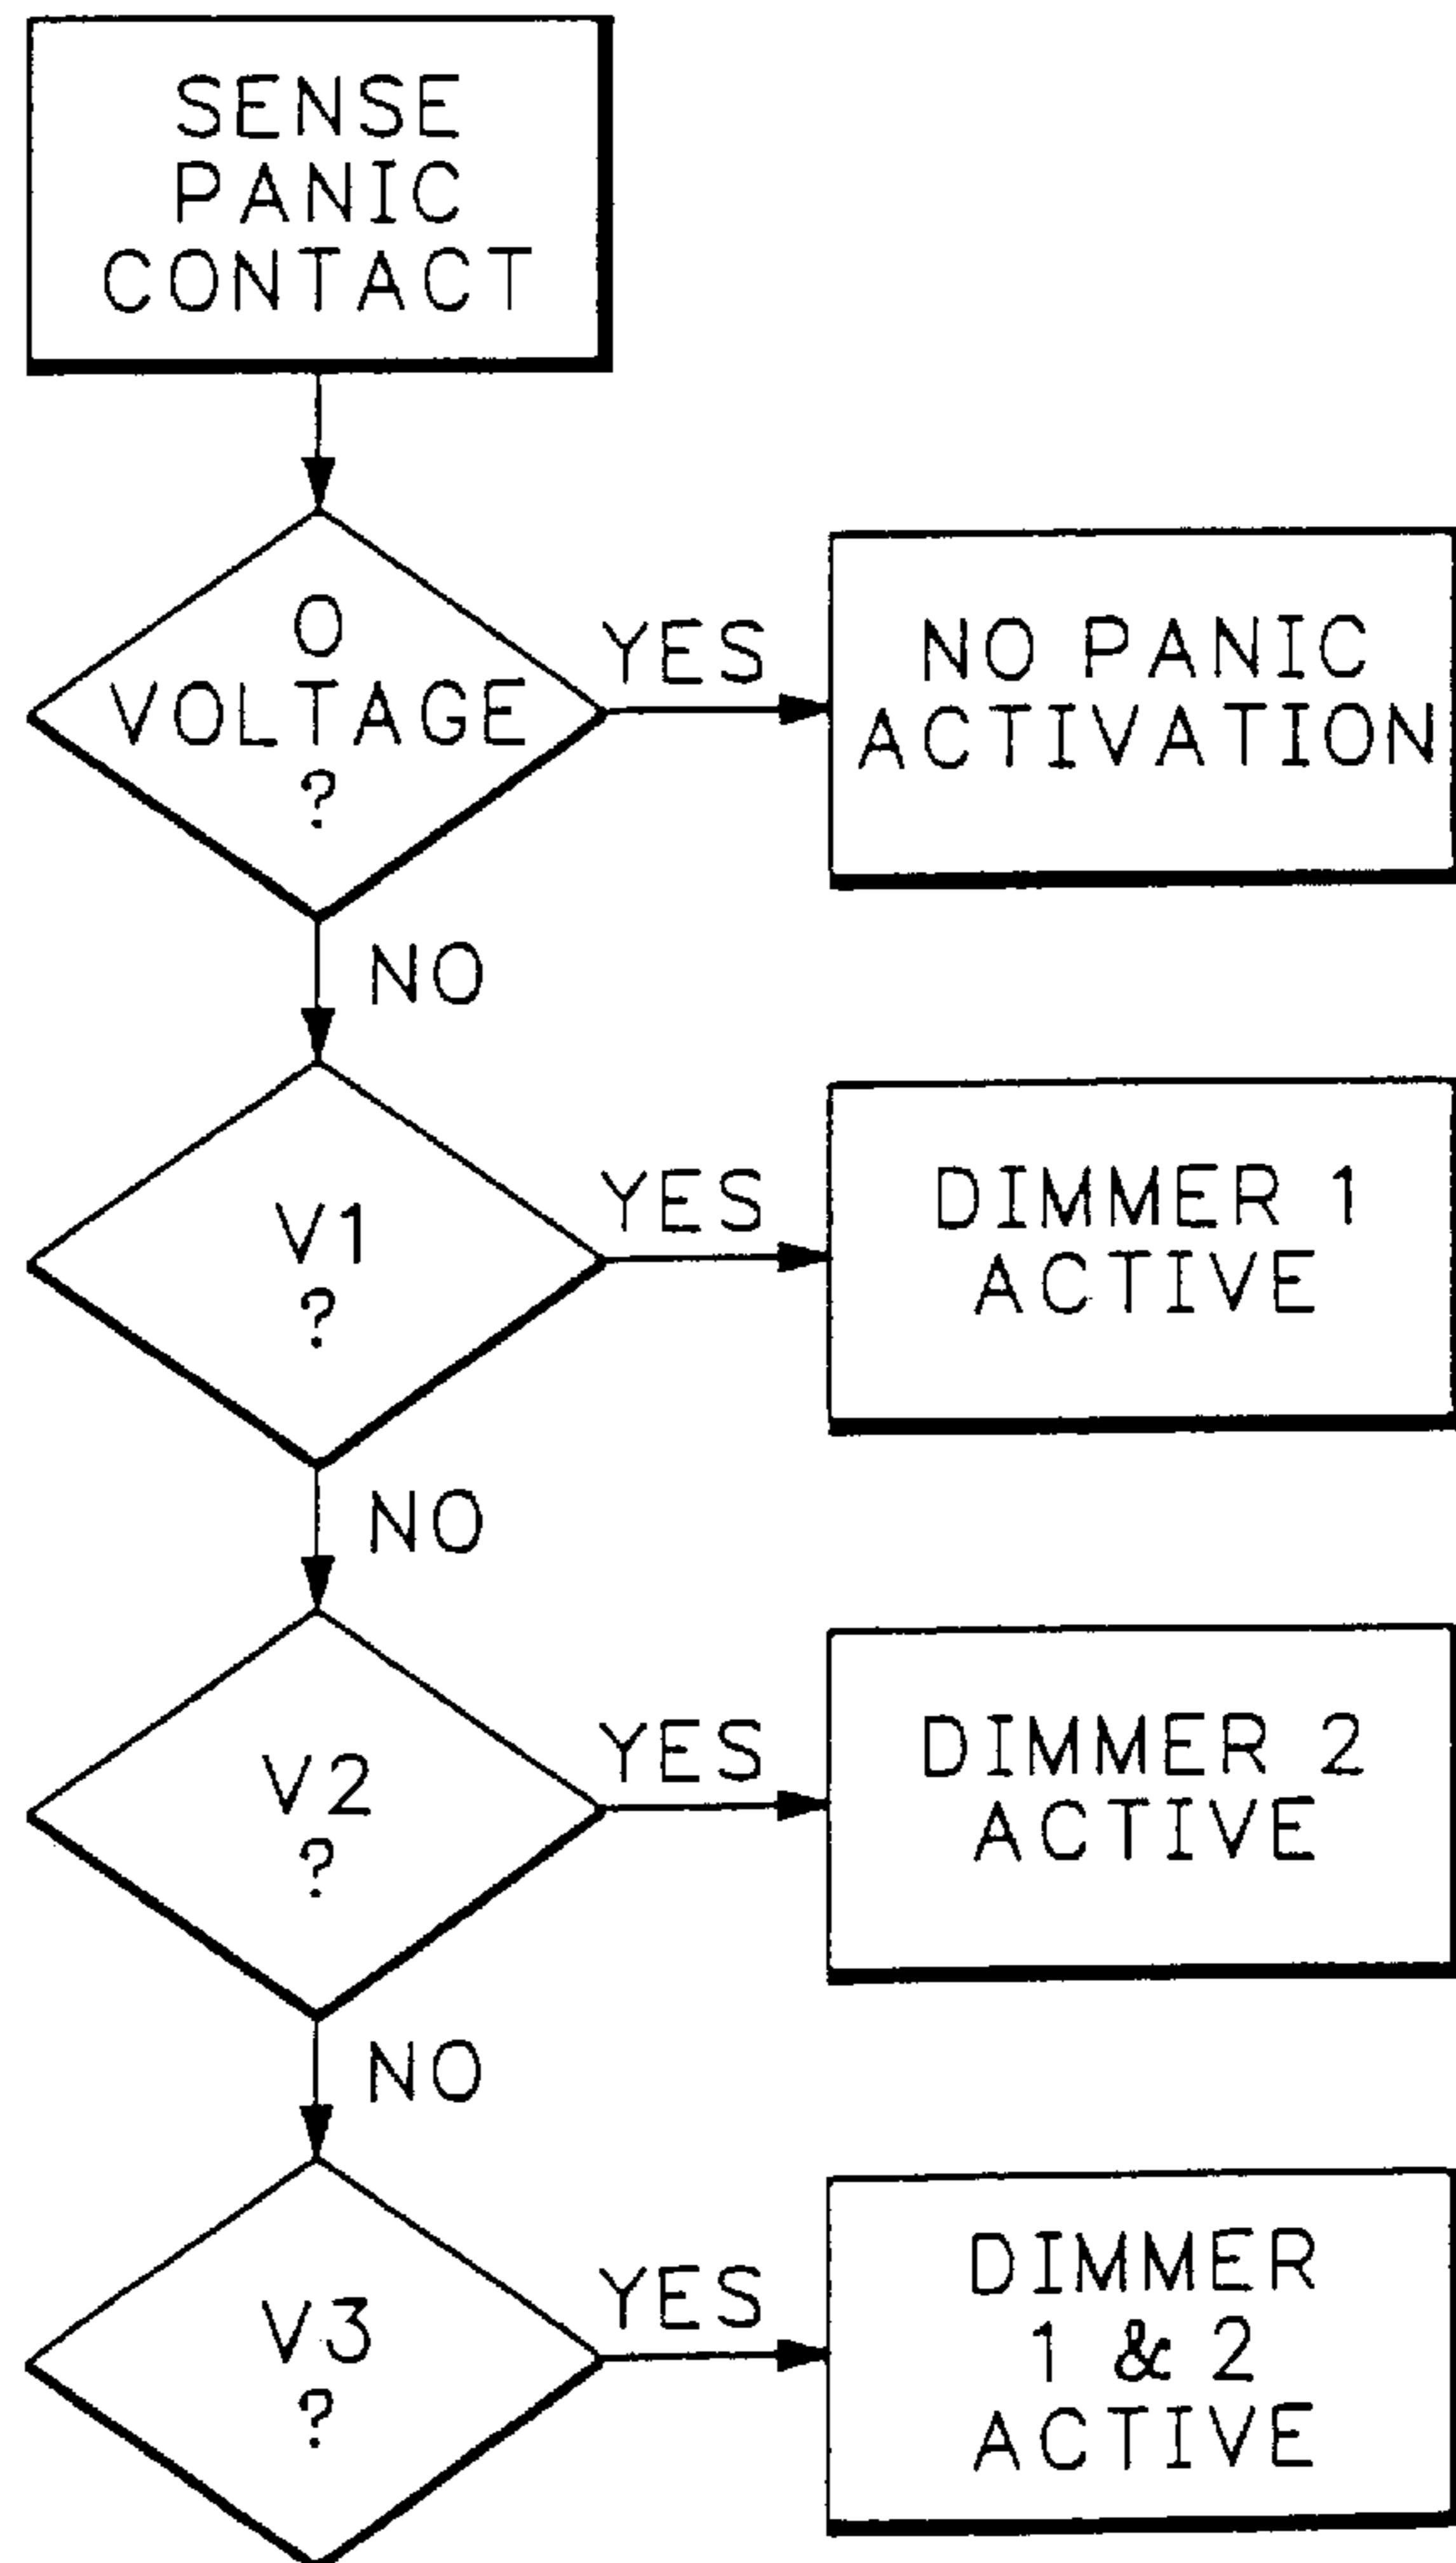 SENSE
PANIC
CONTACT
0
VOLTAGE
?
YES
NO PANIC
ACTIVATION
NO
V1
?
YES
DIMMER 1
ACTIVE
NO
V2
?
YES
DIMMER 2
ACTIVE
NO
V3
?
YES
DIMMER
1 & 2
ACTIVE